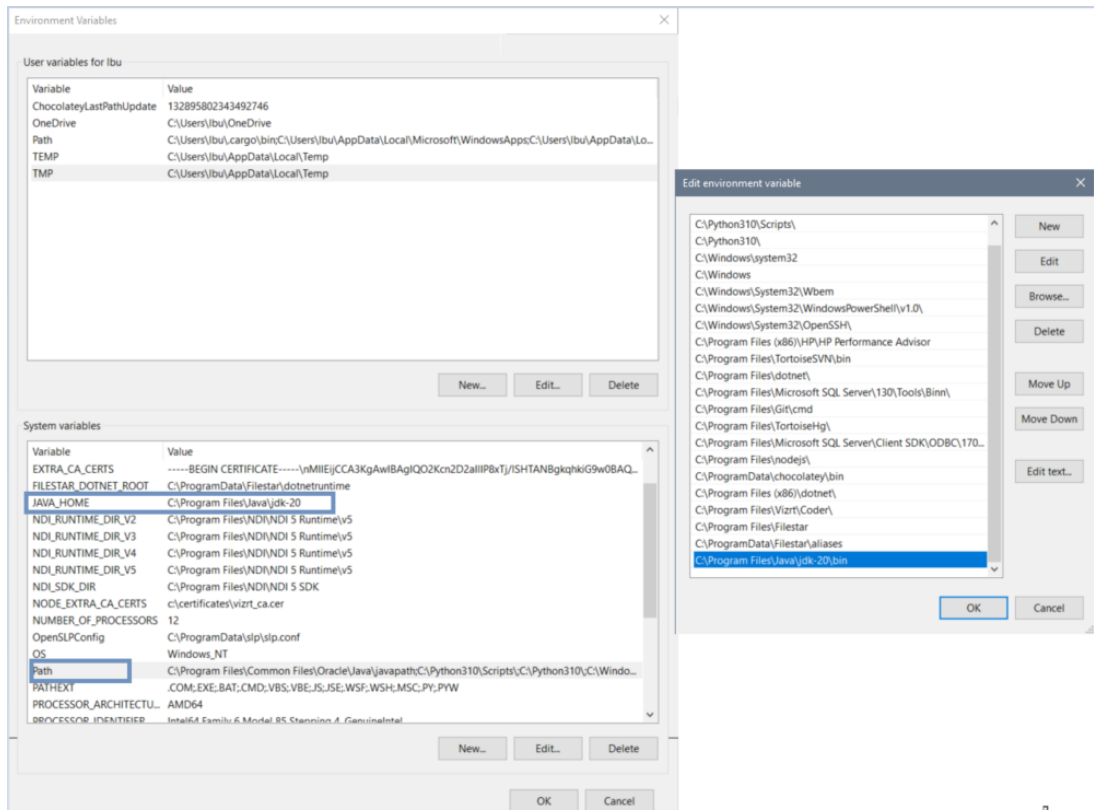 Environment Variables
User variables for Ibu
Variable Value
ChocolateyLastPathUpdate 132895802343492746
OneDrive C:\Users\Ibu\OneDrive
Path C:\Users\Ibu\.cargo\bin;C:\Users\Ibu\AppData\Local\Microsoft\WindowsApps;C:\Users\Ibu\AppData\Lo...
TEMP C:\Users\Ibu\AppData\Local\Temp
TMP C:\Users\Ibu\AppData\Local\Temp
New... Edit... Delete
System variables
Variable Value
EXTRA_CA_CERTS -----BEGIN CERTIFICATE-----\nMIIEijCCA3KgAwIBAgIQO2Kcn2D2aIIIP8xTj/ISHTANBgkqhkiG9w0BAQ...
FILESTAR_DOTNET_ROOT C:\ProgramData\Filestar\dotnetruntime
JAVA_HOME C:\Program Files\Java\jdk-20
NDI_RUNTIME_DIR_V2 C:\Program Files\NDI\NDI 5 Runtime\v5
NDI_RUNTIME_DIR_V3 C:\Program Files\NDI\NDI 5 Runtime\v5
NDI_RUNTIME_DIR_V4 C:\Program Files\NDI\NDI 5 Runtime\v5
NDI_RUNTIME_DIR_V5 C:\Program Files\NDI\NDI 5 Runtime\v5
NDI_SDK_DIR C:\Program Files\NDI\NDI 5 SDK
NODE_EXTRA_CA_CERTS c:\certificates\vizrt_ca.cer
NUMBER_OF_PROCESSORS 12
OpenSLPConfig C:\ProgramData\slp\slp.conf
OS Windows_NT
Path C:\Program Files\Common Files\Oracle\Java\javapath;C:\Python310\Scripts\;C:\Python310\;C:\Windo...
PATHEXT .COM;.EXE;.BAT;.CMD;.VBS;.VBE;.JS;.JSE;.WSF;.WSH;.MSC;.PY;.PYW
PROCESSOR_ARCHITECTU... AMD64
PROCESSOR_IDENTIFIER Intel64 Family 6 Model 85 Stepping 4, GenuineIntel
New... Edit... Delete
OK Cancel
Edit environment variable
C:\Python310\Scripts\
C:\Python310\
C:\Windows\system32
C:\Windows
C:\Windows\System32\Wbem
C:\Windows\System32\WindowsPowerShell\v1.0\
C:\Windows\System32\OpenSSH\
C:\Program Files (x86)\HP\HP Performance Advisor
C:\Program Files\TortoiseSVN\bin
C:\Program Files\dotnet\
C:\Program Files\Microsoft SQL Server\130\Tools\Binn\
C:\Program Files\Git\cmd
C:\Program Files\TortoiseHg\
C:\Program Files\Microsoft SQL Server\Client SDK\ODBC\170...
C:\Program Files\nodejs\
C:\ProgramData\chocolatey\bin
C:\Program Files (x86)\dotnet\
C:\Program Files\Vizrt\Coder\
C:\Program Files\Filestar
C:\ProgramData\Filestar\aliases
C:\Program Files\Java\jdk-20\bin
New
Edit
Browse...
Delete
Move Up
Move Down
Edit text...
OK Cancel